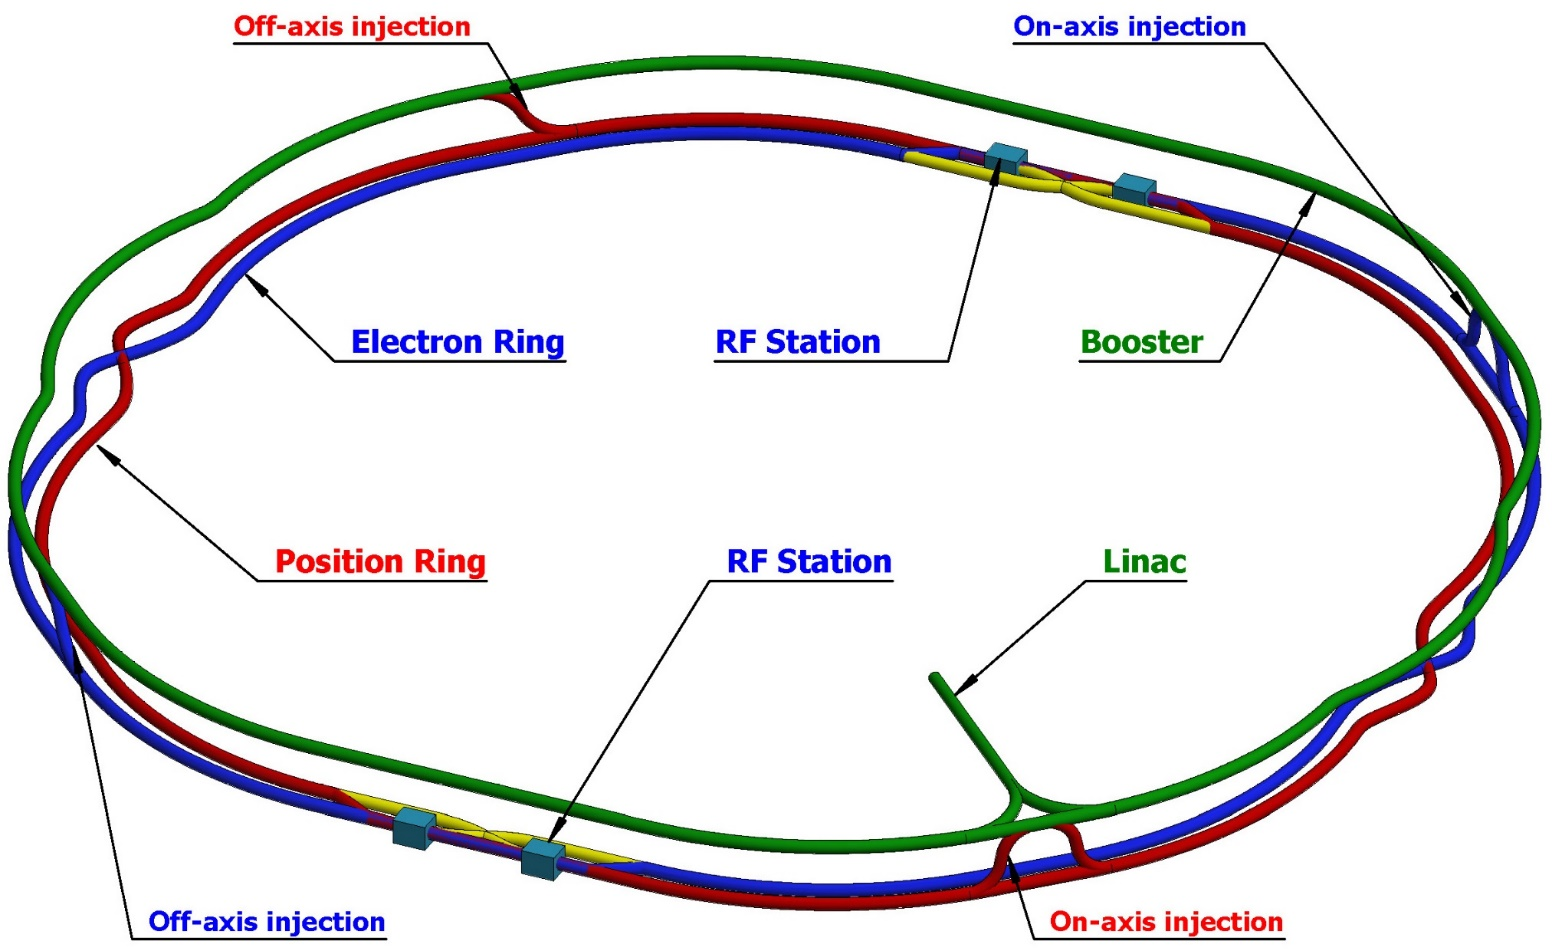 Off-axis injection
On-axis injection
Electron Ring
RF Station
Booster
Position Ring
RF Station
Linac
Off-axis injection
On-axis injection